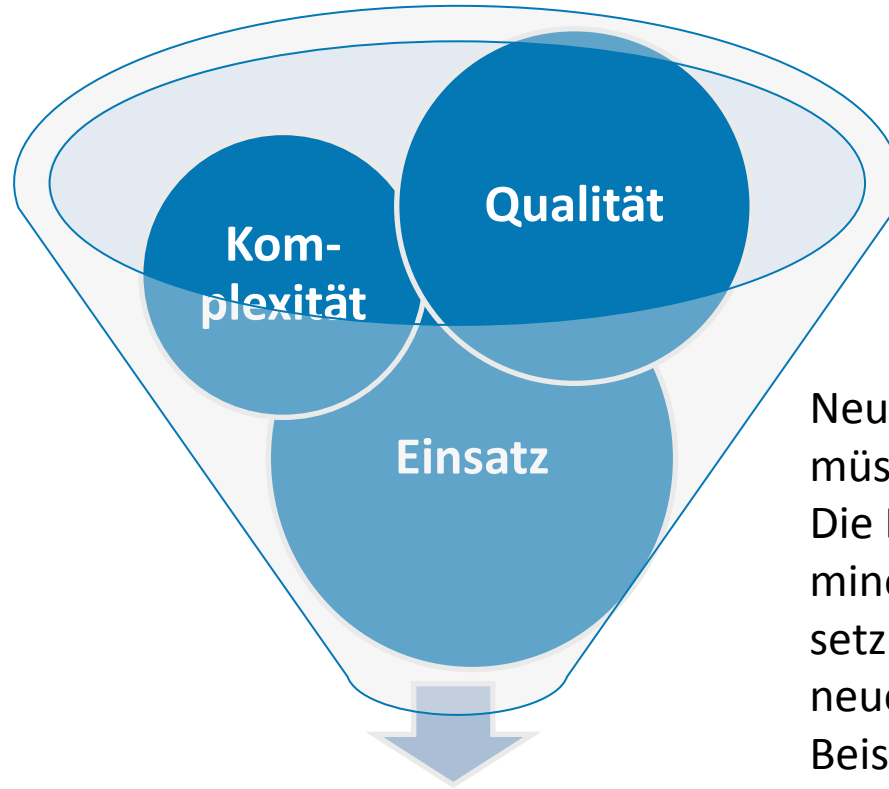 Qualität
Kom-
plexität
Einsatz
Neu
müs
Die
min
setz
neu
Beis